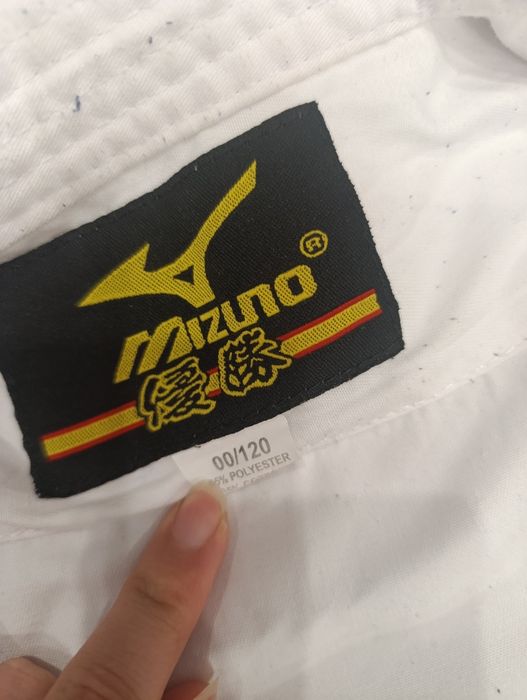 MIZUNO ®
優勝
00/120
POLYESTER